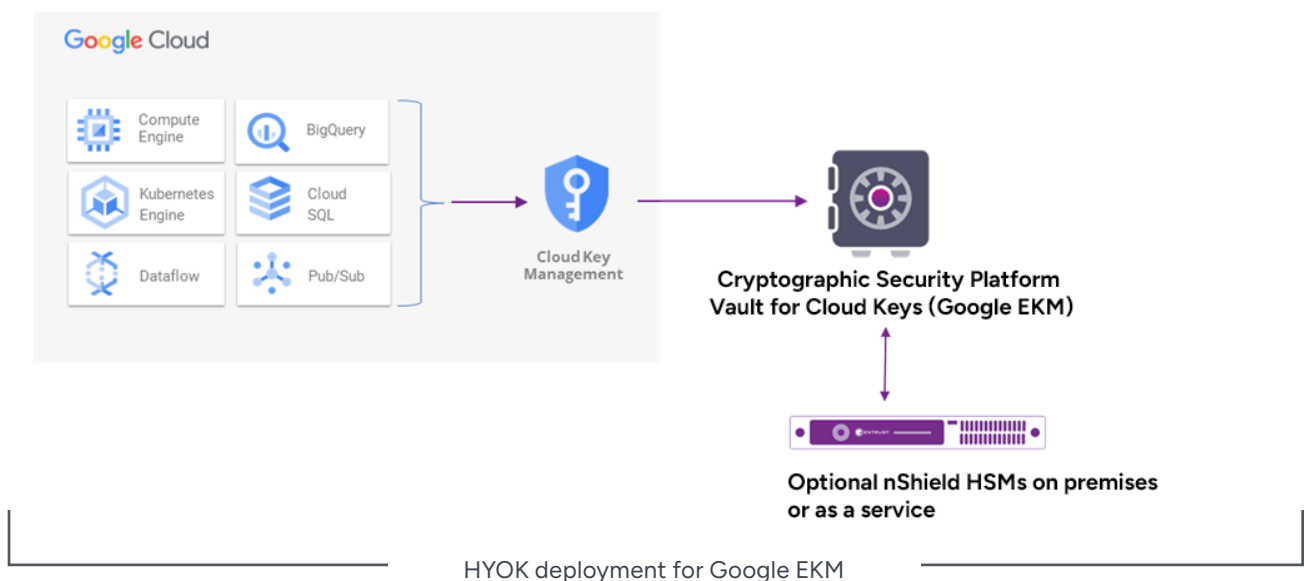 Google Cloud
Compute
Engine
BigQuery
Kubernetes
Engine
Cloud
SQL
Dataflow
Pub/Sub
Cloud Key
Management
Cryptographic Security Platform
Vault for Cloud Keys (Google EKM)
ENTRUST
Optional nShield HSMs on premises
or as a service
HYOK deployment for Google EKM